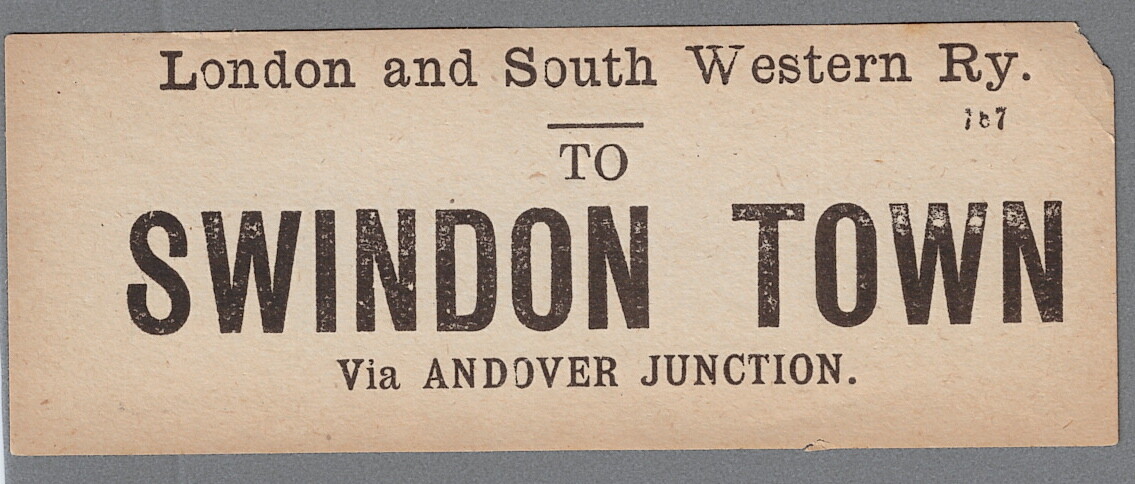 London and South Western Ry.
TO
SWINDON TOWN
Via ANDOVER JUNCTION.